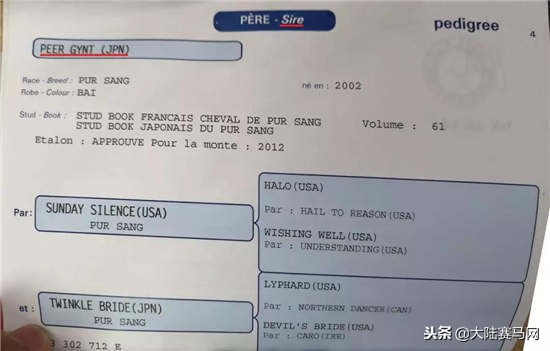 PÈRE - Sire
pedigree
4
PEER GYNT (JPN)
Race - Breed : PUR SANG
né en : 2002
Robe - Colour : BAI
Stud - Book : STUD BOOK FRANCAIS CHEVAL DE PUR SANG
STUD BOOK JAPONAIS DU PUR SANG
Volume : 61
Etalon : APPROUVE Pour la monte : 2012
HALO(USA)
Par : HAIL TO REASON(USA)
Par:
SUNDAY SILENCE(USA)
PUR SANG
WISHING WELL(USA)
Par : UNDERSTANDING(USA)
LYPHARD(USA)
Par : NORTHERN DANCER(CAN)
et :
TWINKLE BRIDE(JPN)
PUR SANG
DEVIL'S BRIDE(USA)
Par : CARO(IRE)
302 712 E
头条 @大陆赛马网